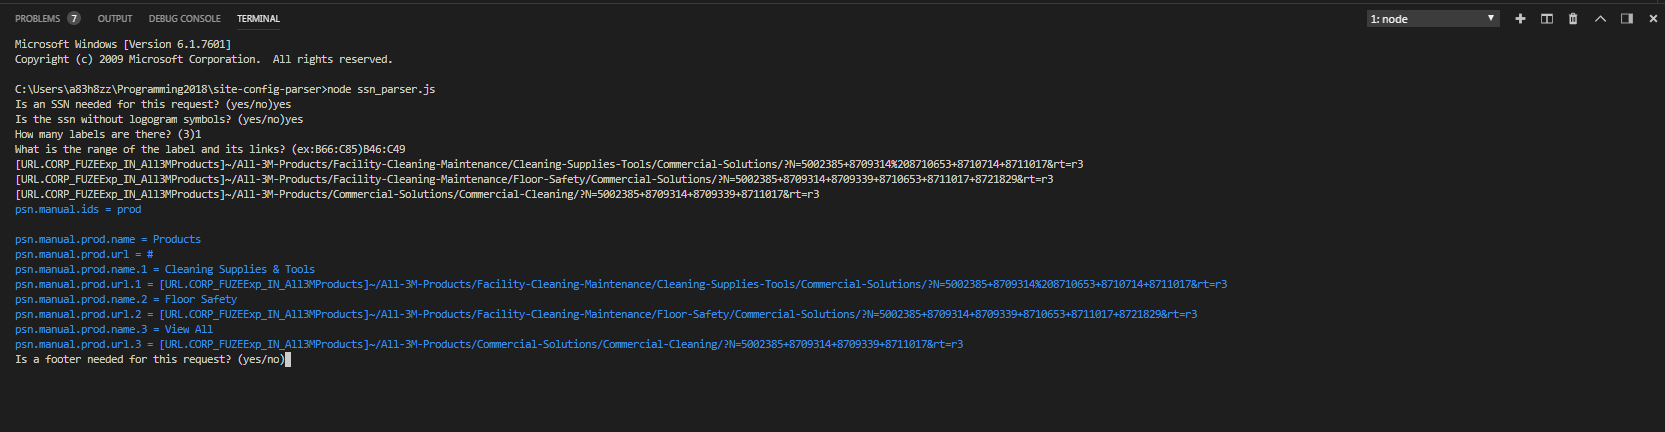 PROBLEMS 7 OUTPUT DEBUG CONSOLE TERMINAL 1: node
Microsoft Windows [Version 6.1.7601]
Copyright (c) 2009 Microsoft Corporation.  All rights reserved.
C:\Users\a83h8zz\Programming2018\site-config-parser>node ssn_parser.js
Is an SSN needed for this request? (yes/no)yes
Is the ssn without logogram symbols? (yes/no)yes
How many labels are there? (3)1
What is the range of the label and its links? (ex:B66:C85)B46:C49
[URL.CORP_FUZEExp_IN_All3MProducts]~/All-3M-Products/Facility-Cleaning-Maintenance/Cleaning-Supplies-Tools/Commercial-Solutions/?N=5002385+8709314%208710653+8710714+8711017&rt=r3
[URL.CORP_FUZEExp_IN_All3MProducts]~/All-3M-Products/Facility-Cleaning-Maintenance/Floor-Safety/Commercial-Solutions/?N=5002385+8709314+8709339+8710653+8711017+8721829&rt=r3
[URL.CORP_FUZEExp_IN_All3MProducts]~/All-3M-Products/Commercial-Solutions/Commercial-Cleaning/?N=5002385+8709314+8709339+8711017&rt=r3
psn.manual.ids = prod
psn.manual.prod.name = Products
psn.manual.prod.url = #
psn.manual.prod.name.1 = Cleaning Supplies & Tools
psn.manual.prod.url.1 = [URL.CORP_FUZEExp_IN_All3MProducts]~/All-3M-Products/Facility-Cleaning-Maintenance/Cleaning-Supplies-Tools/Commercial-Solutions/?N=5002385+8709314%208710653+8710714+8711017&rt=r3
psn.manual.prod.name.2 = Floor Safety
psn.manual.prod.url.2 = [URL.CORP_FUZEExp_IN_All3MProducts]~/All-3M-Products/Facility-Cleaning-Maintenance/Floor-Safety/Commercial-Solutions/?N=5002385+8709314+8709339+8710653+8711017+8721829&rt=r3
psn.manual.prod.name.3 = View All
psn.manual.prod.url.3 = [URL.CORP_FUZEExp_IN_All3MProducts]~/All-3M-Products/Commercial-Solutions/Commercial-Cleaning/?N=5002385+8709314+8709339+8711017&rt=r3
Is a footer needed for this request? (yes/no)